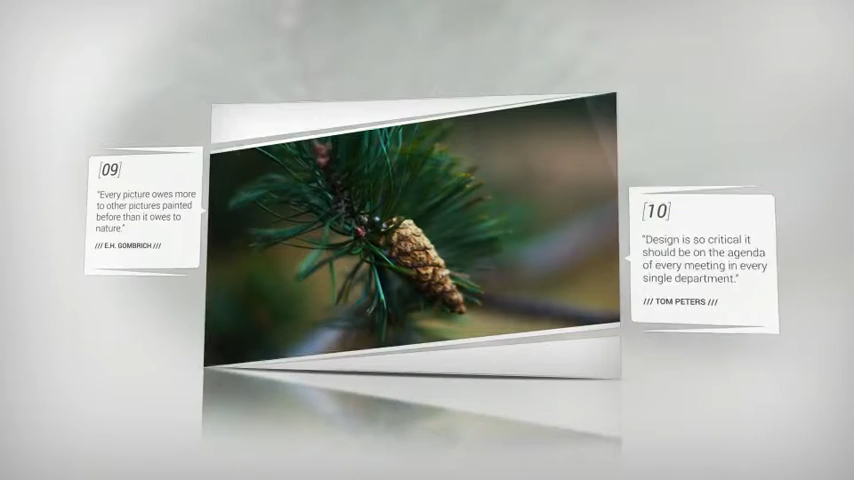 [09]
"Every picture owes more
to other pictures painted
before than it owes to
nature."
/// E.H. GOMBRICH ///
[10]
"Design is so critical it
should be on the agenda
of every meeting in every
single department."
/// TOM PETERS ///